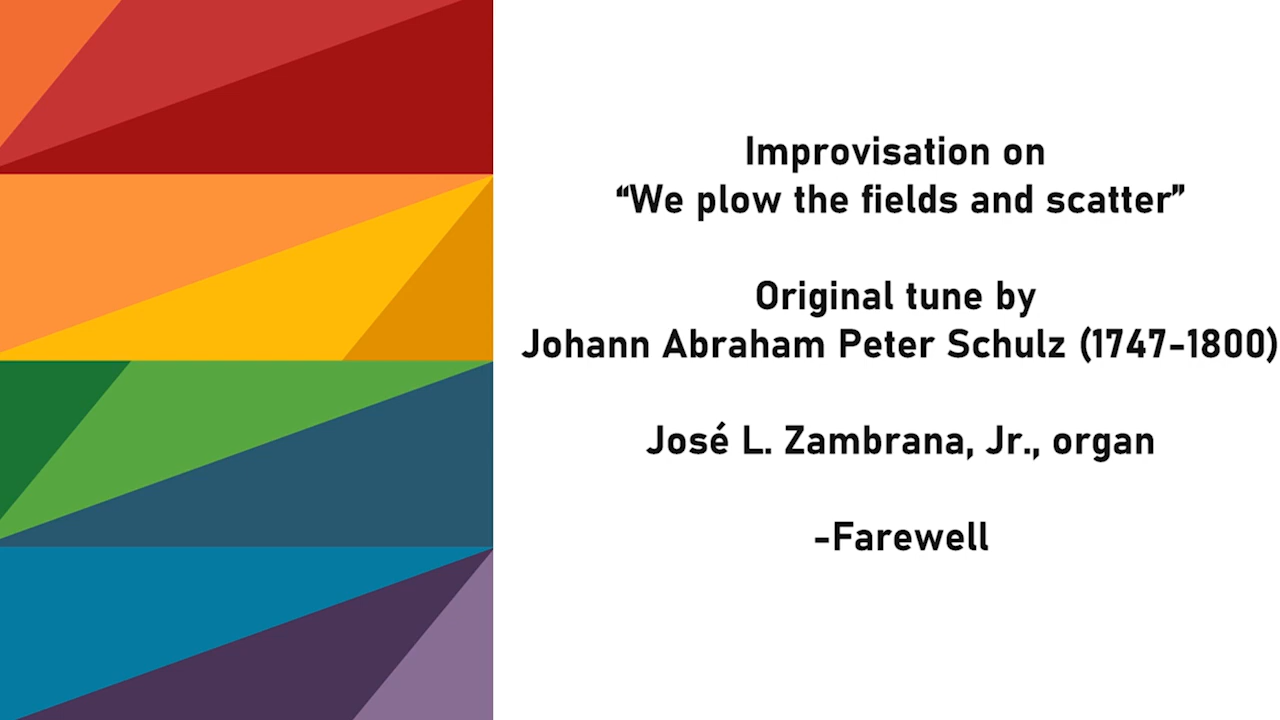 Improvisation on
“We plow the fields and scatter”
Original tune by
Johann Abraham Peter Schulz (1747-1800)
José L. Zambrana, Jr., organ
-Farewell